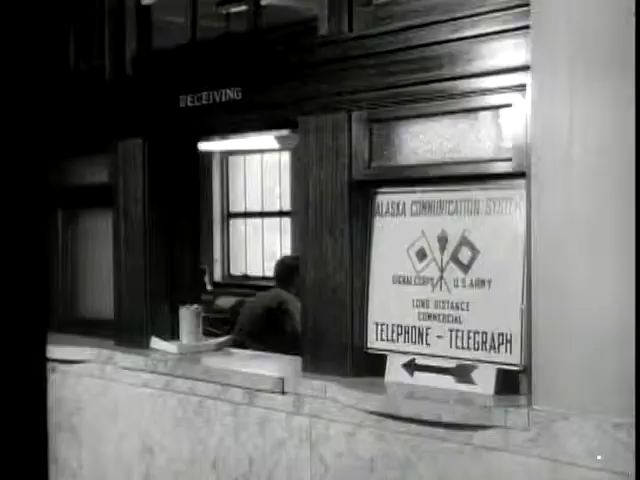 RECEIVING
ALASKA COMMUNICATION SYSTEM
SIGNAL CORPS U.S. ARMY
LONG DISTANCE
COMMERCIAL
TELEPHONE - TELEGRAPH